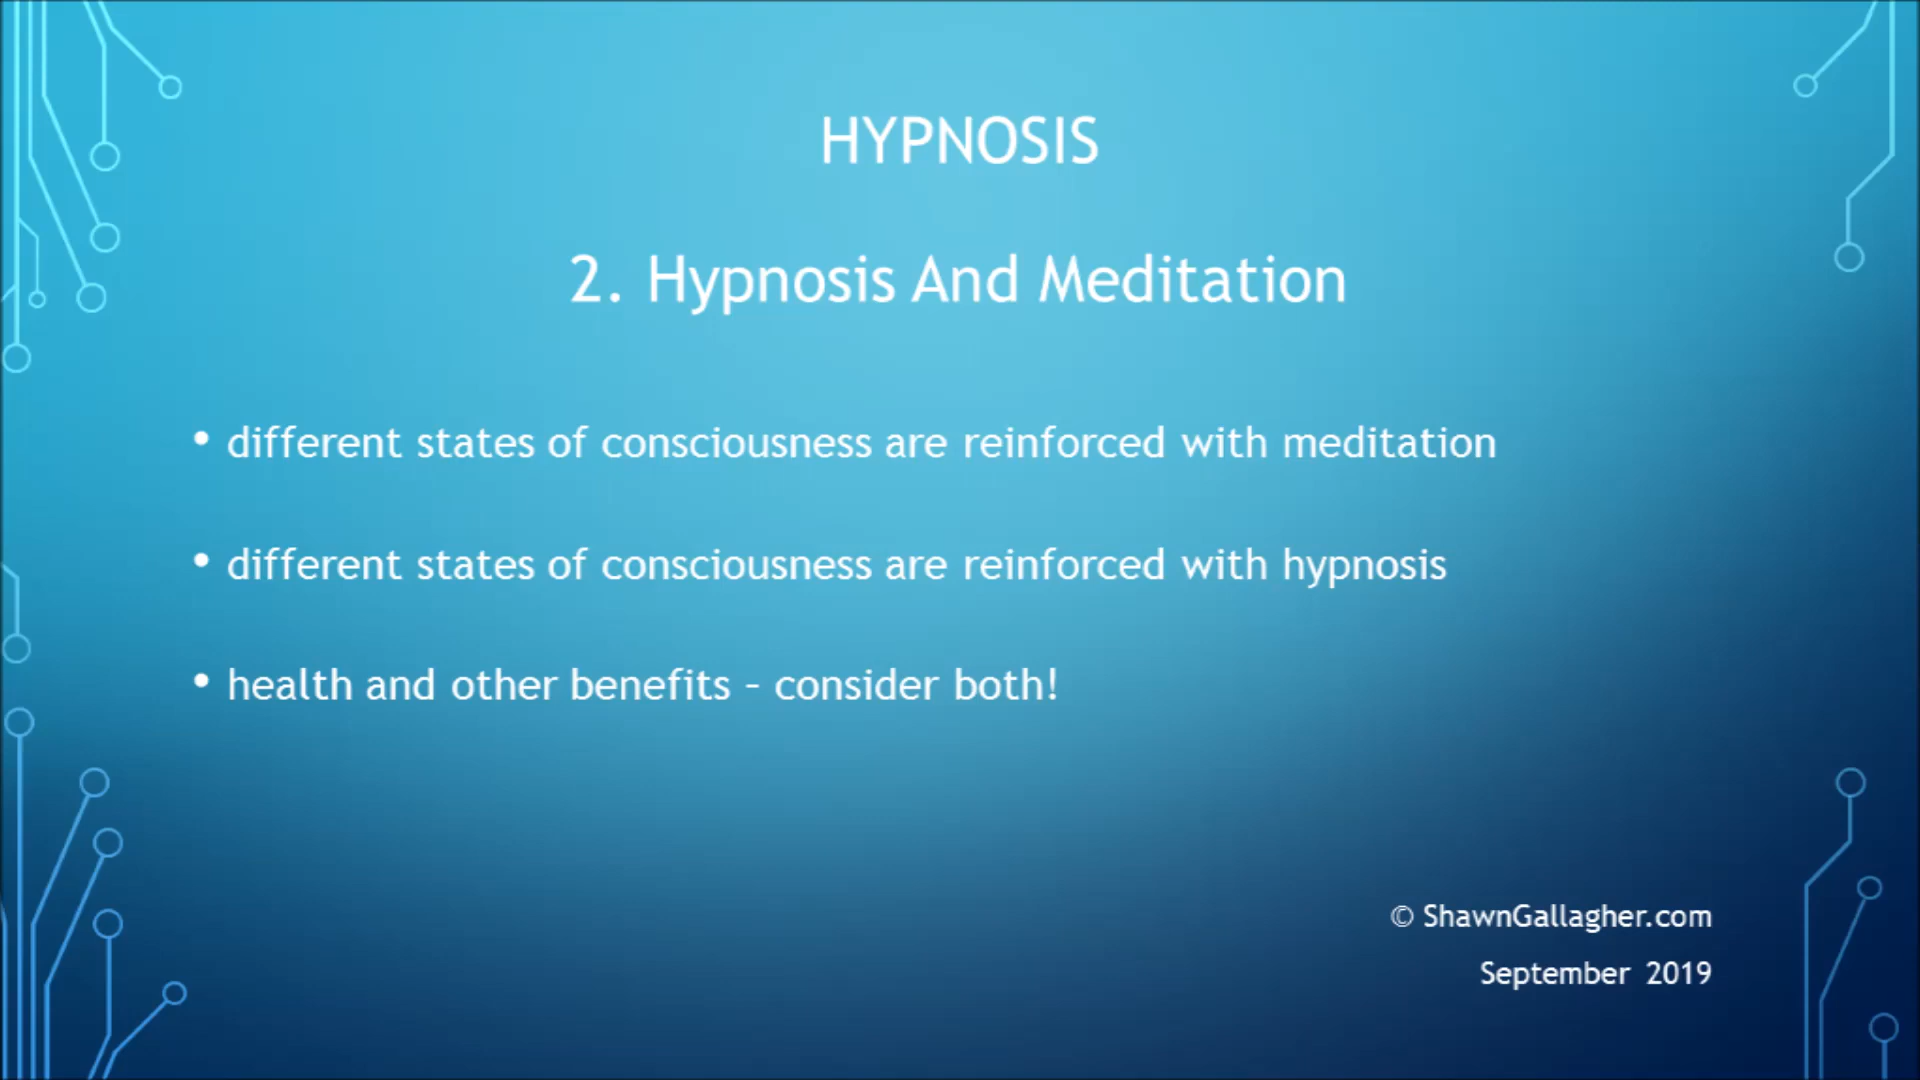 HYPNOSIS
2. Hypnosis And Meditation
• different states of consciousness are reinforced with meditation
• different states of consciousness are reinforced with hypnosis
• health and other benefits – consider both!
© ShawnGallagher.com
September 2019